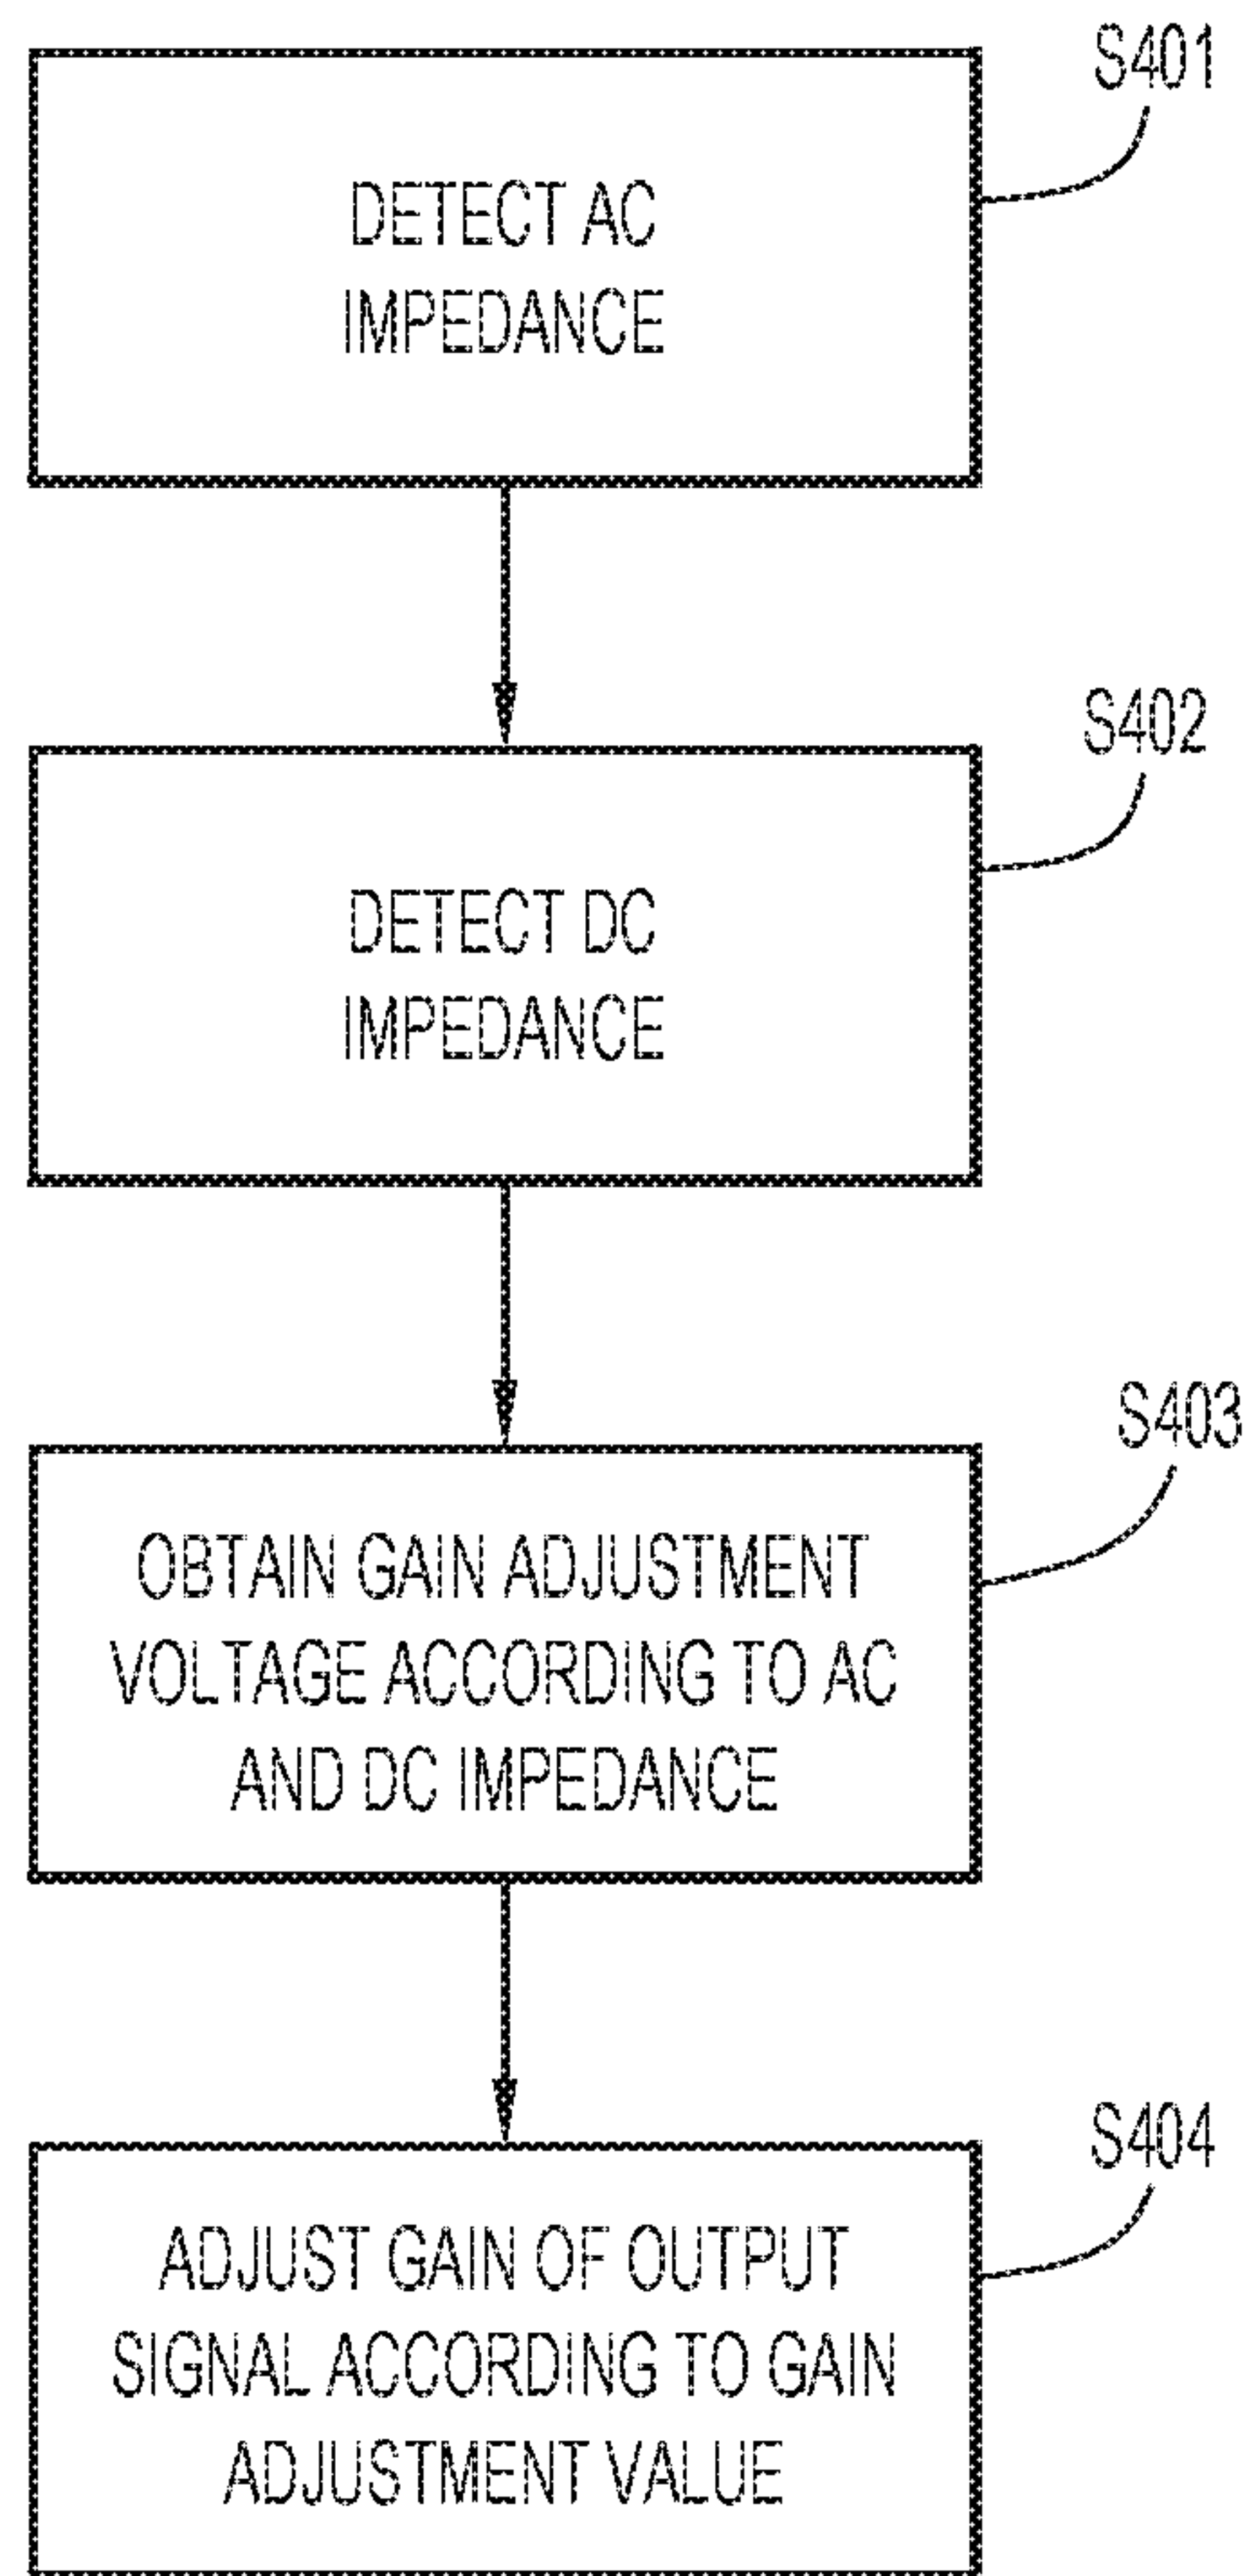 S401
DETECT AC
IMPEDANCE
S402
DETECT DC
IMPEDANCE
S403
OBTAIN GAIN ADJUSTMENT
VOLTAGE ACCORDING TO AC
AND DC IMPEDANCE
S404
ADJUST GAIN OF OUTPUT
SIGNAL ACCORDING TO GAIN
ADJUSTMENT VALUE